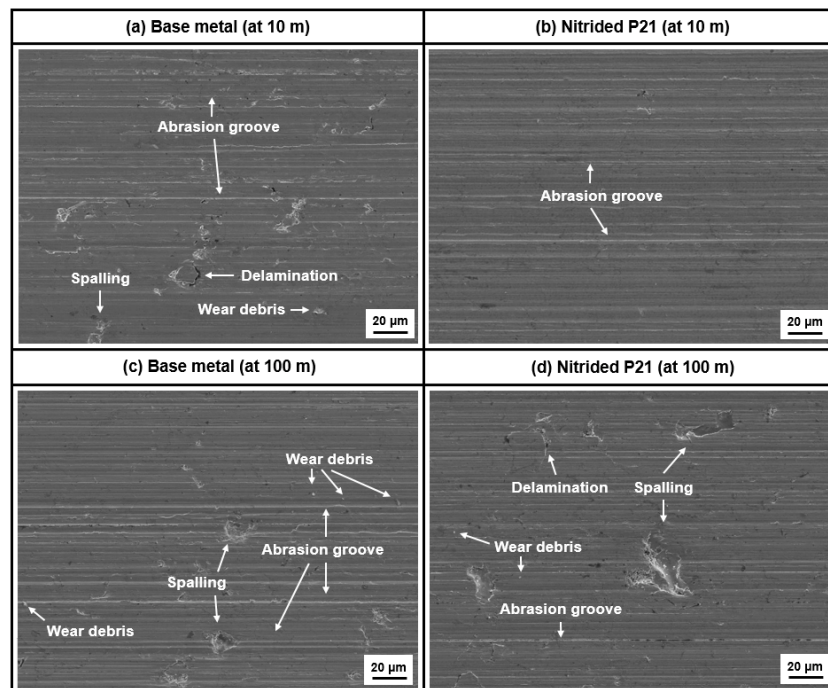 (a) Base metal (at 10 m)
Abrasion groove
Spalling
Delamination
Wear debris
20 µm
(b) Nitrided P21 (at 10 m)
Abrasion groove
20 µm
(c) Base metal (at 100 m)
Wear debris
Abrasion groove
Spalling
Wear debris
20 µm
(d) Nitrided P21 (at 100 m)
Delamination
Spalling
Wear debris
Abrasion groove
20 µm